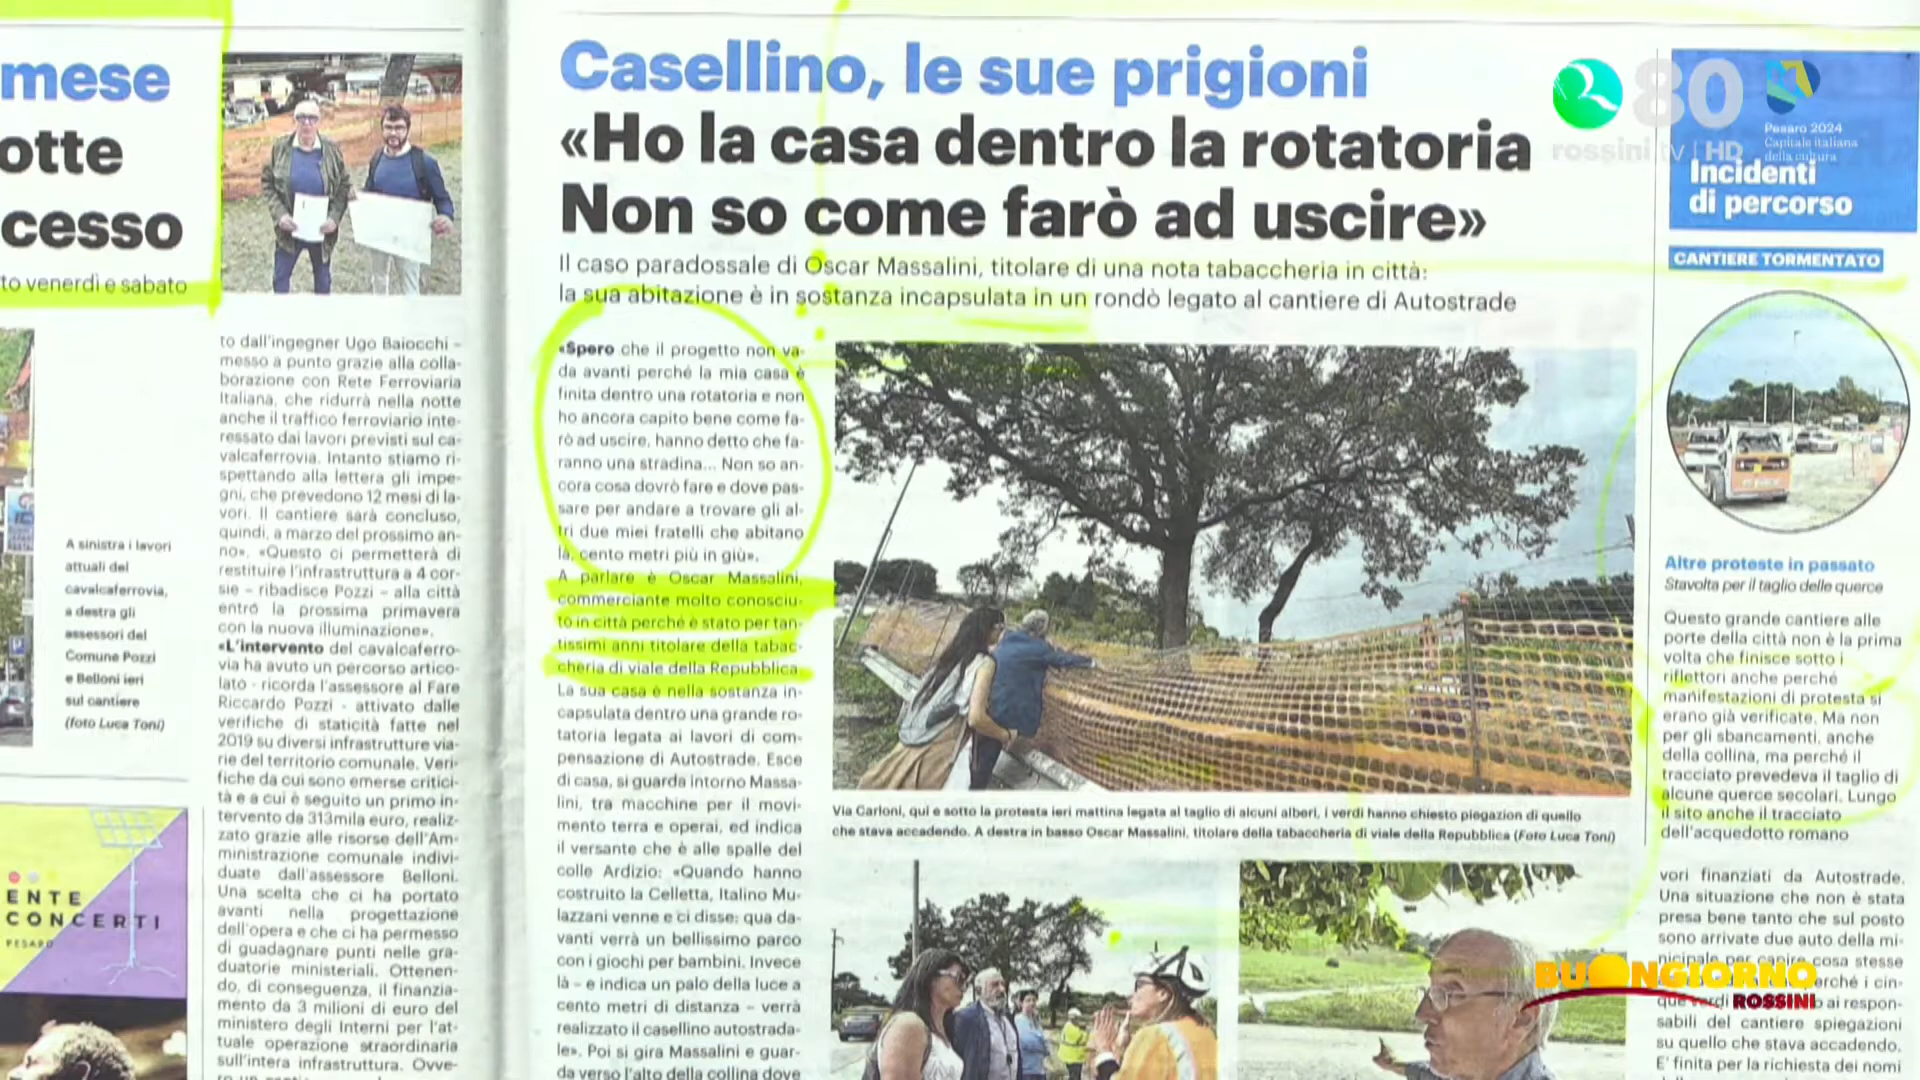 mese
otte
cesso
to venerdì e sabato
A sinistra i lavori
attuali del
cavalcaferrovia,
a destra gli
assessori del
Comune Pozzi
e Belloni ieri
sul cantiere
(foto Luca Toni)
ENTE
CONCERTI
PESARO
to dall'ingegner Ugo Baiocchi –
messo a punto grazie alla colla-
borazione con Rete Ferroviaria
Italiana, che ridurrà nella notte
anche il traffico ferroviario inte-
ressato dai lavori previsti sul ca-
valcaferrovia. Intanto stiamo ri-
spettando alla lettera gli impe-
gni, che prevedono 12 mesi di la-
vori. Il cantiere sarà concluso,
quindi, a marzo del prossimo an-
no». «Questo ci permetterà di
restituire l'infrastruttura a 4 cor-
sie – ribadisce Pozzi – alla città
entro la prossima primavera
con la nuova illuminazione».
«L'intervento del cavalcaferro-
via ha avuto un percorso artico-
lato - ricorda l'assessore al Fare
Riccardo Pozzi - attivato dalle
verifiche di staticità fatte nel
2019 su diversi infrastrutture via-
rie del territorio comunale. Veri-
fiche da cui sono emerse critici-
tà e a cui è seguito un primo in-
tervento da 313mila euro, realiz-
zato grazie alle risorse dell'Am-
ministrazione comunale indivi-
duate dall'assessore Belloni.
Una scelta che ci ha portato
avanti nella progettazione
dell'opera e che ci ha permesso
di guadagnare punti nelle gra-
duatorie ministeriali. Ottenen-
do, di conseguenza, il finanzia-
mento da 3 milioni di euro del
ministero degli Interni per l'at-
tuale operazione straordinaria
sull'intera infrastruttura. Ovve-
Casellino, le sue prigioni
«Ho la casa dentro la rotatoria
Non so come farò ad uscire»
Il caso paradossale di Oscar Massalini, titolare di una nota tabaccheria in città:
la sua abitazione è in sostanza incapsulata in un rondò legato al cantiere di Autostrade
«Spero che il progetto non va-
da avanti perché la mia casa è
finita dentro una rotatoria e non
ho ancora capito bene come fa-
rò ad uscire, hanno detto che fa-
ranno una stradina... Non so an-
cora cosa dovrò fare e dove pas-
sare per andare a trovare gli al-
tri due miei fratelli che abitano
là, cento metri più in giù».
A parlare è Oscar Massalini,
commerciante molto conosciu-
to in città perché è stato per tan-
tissimi anni titolare della tabac-
cheria di viale della Repubblica.
La sua casa è nella sostanza in-
capsulata dentro una grande ro-
tatoria legata ai lavori di com-
pensazione di Autostrade. Esce
di casa, si guarda intorno Massa-
lini, tra macchine per il movi-
mento terra e operai, ed indica
il versante che è alle spalle del
colle Ardizio: «Quando hanno
costruito la Celletta, Italino Mu-
lazzani venne e ci disse: qua da-
vanti verrà un bellissimo parco
con i giochi per bambini. Invece
là – e indica un palo della luce a
cento metri di distanza – verrà
realizzato il casellino autostrada-
le». Poi si gira Massalini e guar-
da verso l'alto della collina dove
Via Carloni, qui e sotto la protesta ieri mattina legata al taglio di alcuni alberi, i verdi hanno chiesto piegazion di quello
che stava accadendo. A destra in basso Oscar Massalini, titolare della tabaccheria di viale della Repubblica (Foto Luca Toni)
80
rossini tv | HD
Pesaro 2024
Capitale italiana
della cultura
Incidenti
di percorso
CANTIERE TORMENTATO
Altre proteste in passato
Stavolta per il taglio delle querce
Questo grande cantiere alle
porte della città non è la prima
volta che finisce sotto i
riflettori anche perché
manifestazioni di protesta si
erano già verificate. Ma non
per gli sbancamenti, anche
della collina, ma perché il
tracciato prevedeva il taglio di
alcune querce secolari. Lungo
il sito anche il tracciato
dell'acquedotto romano
vori finanziati da Autostrade.
Una situazione che non è stata
presa bene tanto che sul posto
sono arrivate due auto della mu-
nicipale per capire cosa stesse
erché i cin-
que verdi ai respon-
sabili del cantiere spiegazioni
su quello che stava accadendo.
E' finita per la richiesta dei nomi
BUONGIORNO
ROSSINI